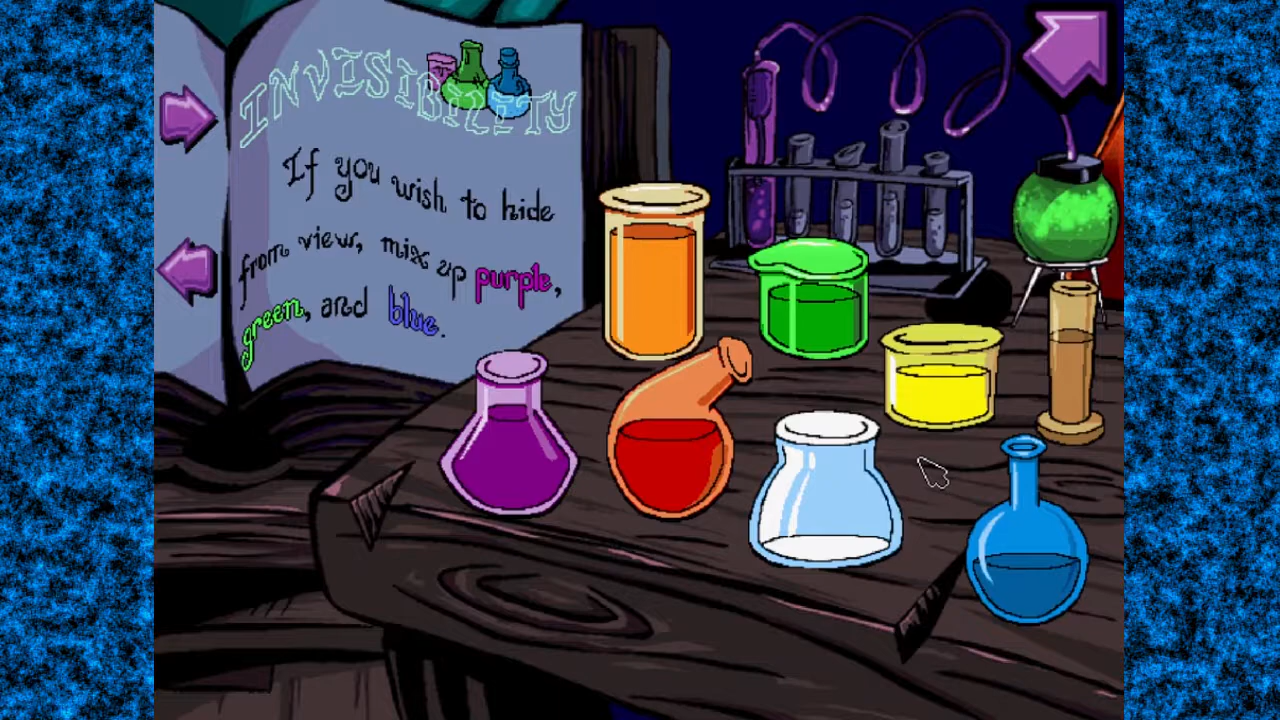 INVISIBILITY
If you wish to hide
from view, mix up purple,
green, and blue.